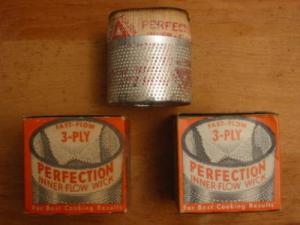 PERFECTION
FAST-FLOW
3-PLY
PERFECTION
INNER-FLOW WICK
For Best Cooking Results
FAST-FLOW
3-PLY
PERFECTION
INNER-FLOW WICK
For Best Cooking Results